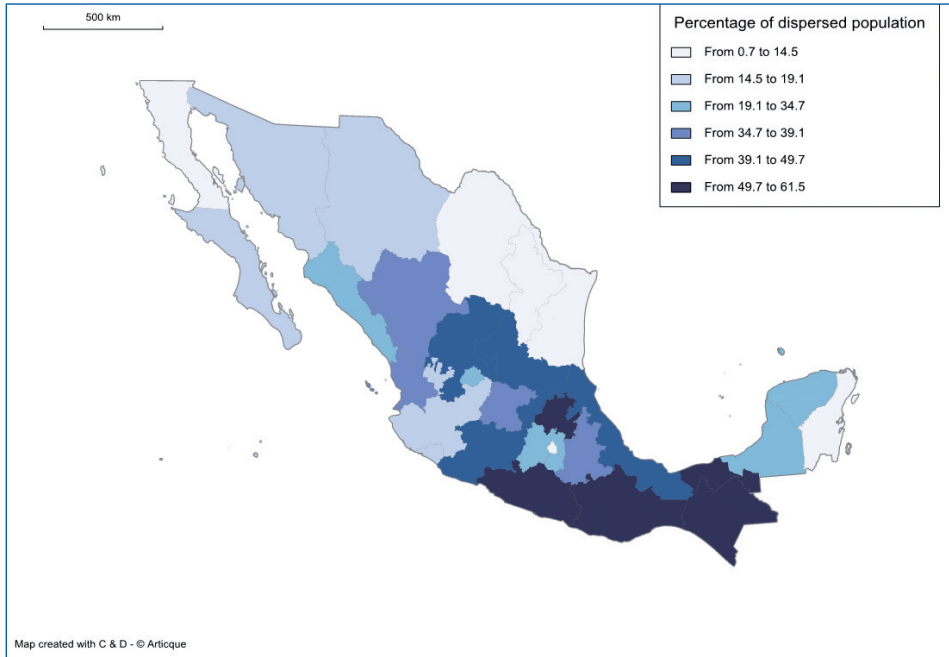 500 km
Percentage of dispersed population
From 0.7 to 14.5
From 14.5 to 19.1
From 19.1 to 34.7
From 34.7 to 39.1
From 39.1 to 49.7
From 49.7 to 61.5
Map created with C & D - © Articque